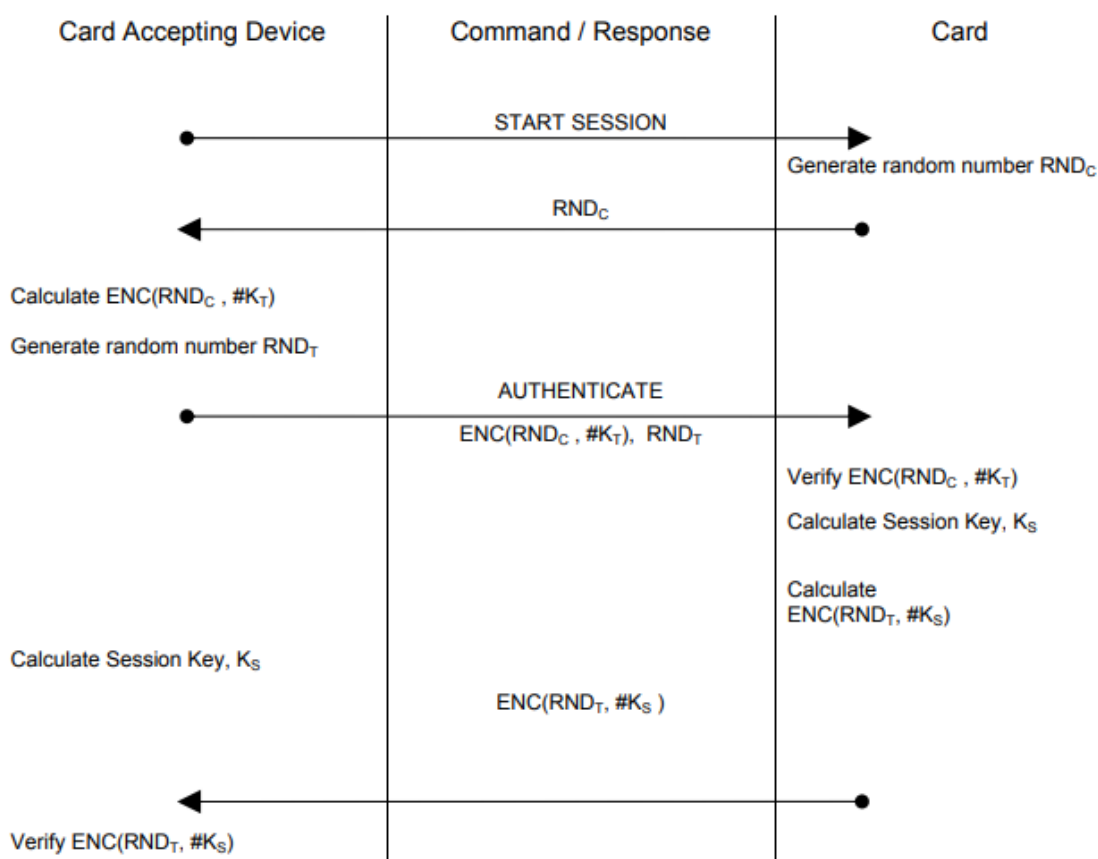 Card Accepting Device
Command / Response
Card
START SESSION
Generate random number RNDC
RNDC
Calculate ENC(RNDC , #KT)
Generate random number RNDT
AUTHENTICATE
ENC(RNDC , #KT), RNDT
Verify ENC(RNDC , #KT)
Calculate Session Key, KS
Calculate
ENC(RNDT, #KS)
Calculate Session Key, KS
ENC(RNDT, #KS )
Verify ENC(RNDT, #KS)